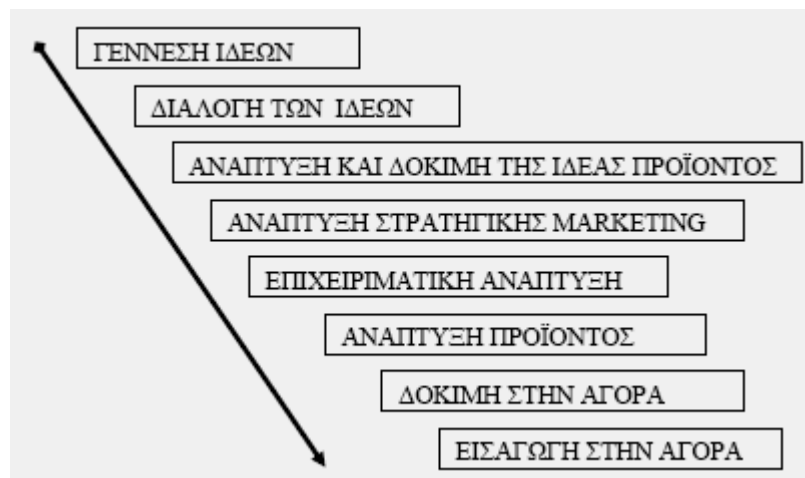 ΓΕΝΝΕΣΗ ΙΔΕΩΝ
ΔΙΑΛΟΓΗ ΤΩΝ ΙΔΕΩΝ
ΑΝΑΠΤΥΞΗ ΚΑΙ ΔΟΚΙΜΗ ΤΗΣ ΙΔΕΑΣ ΠΡΟΪΟΝΤΟΣ
ΑΝΑΠΤΥΞΗ ΣΤΡΑΤΗΓΙΚΗΣ MARKETING
ΕΠΙΧΕΙΡΙΜΑΤΙΚΗ ΑΝΑΠΤΥΞΗ
ΑΝΑΠΤΥΞΗ ΠΡΟΪΟΝΤΟΣ
ΔΟΚΙΜΗ ΣΤΗΝ ΑΓΟΡΑ
ΕΙΣΑΓΩΓΗ ΣΤΗΝ ΑΓΟΡΑ